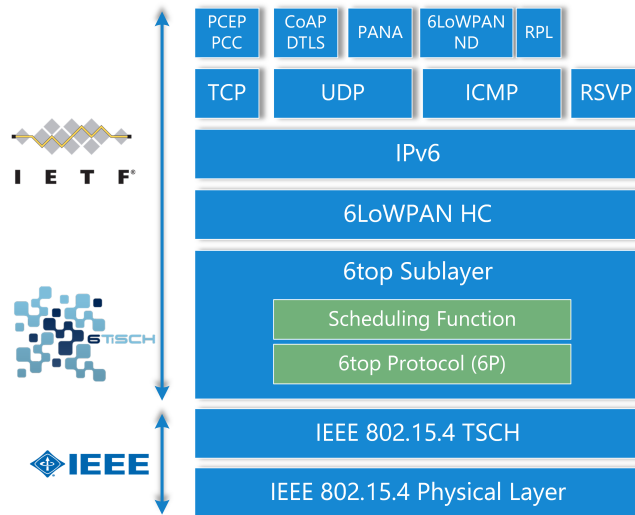 PCEP
PCC
CoAP
DTLS
PANA
6LoWPAN
ND
RPL
TCP
UDP
ICMP
RSVP
IETF®
IPv6
6LoWPAN HC
6top Sublayer
Scheduling Function
6TiSCH
6top Protocol (6P)
IEEE 802.15.4 TSCH
IEEE
IEEE 802.15.4 Physical Layer